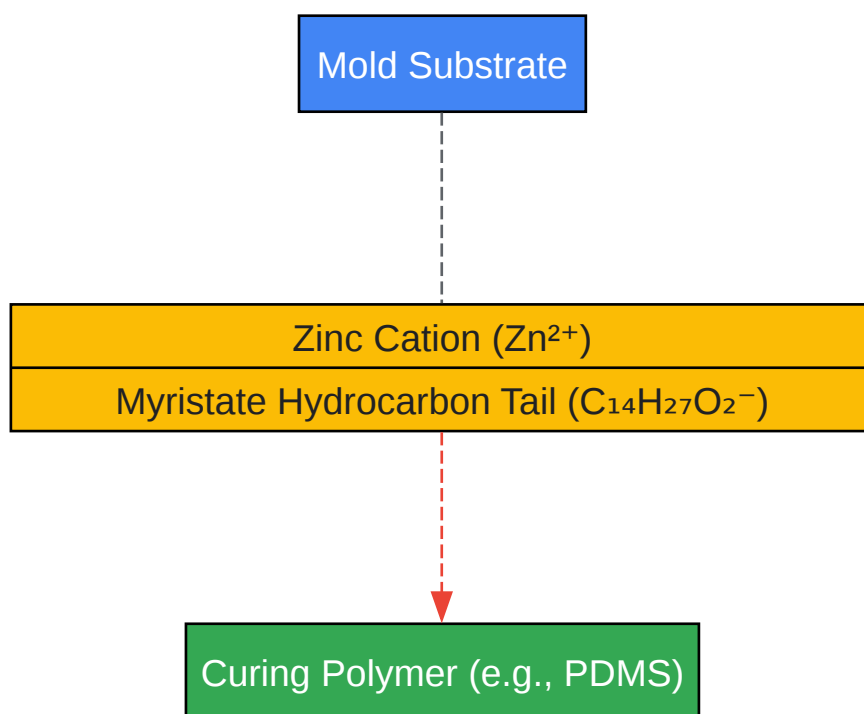 Mold Substrate
Zinc Cation (Zn²⁺)
Myristate Hydrocarbon Tail (C₁₄H₂₇O₂⁻)
Curing Polymer (e.g., PDMS)